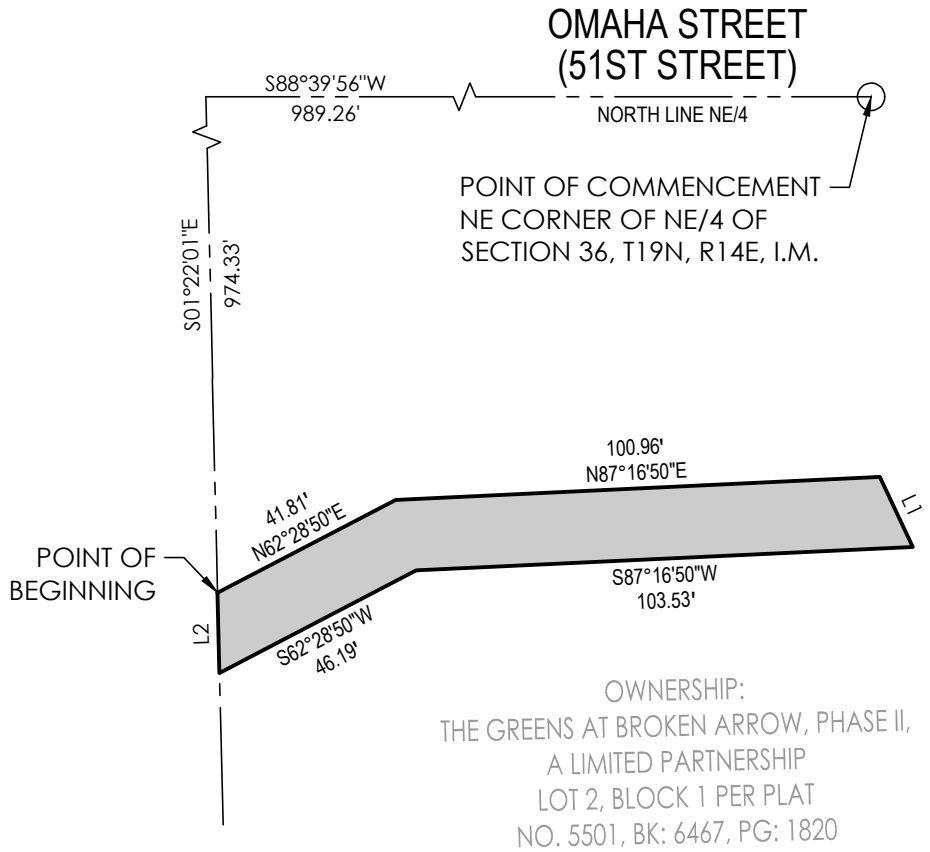 OMAHA STREET
(51ST STREET)
S88°39'56"W
989.26'
NORTH LINE NE/4
POINT OF COMMENCEMENT
NE CORNER OF NE/4 OF
SECTION 36, T19N, R14E, I.M.
S01°22'01"E
974.33'
100.96'
N87°16'50"E
41.81'
N62°28'50"E
L1
POINT OF
BEGINNING
S87°16'50"W
103.53'
L2
S62°28'50"W
46.19'
OWNERSHIP:
THE GREENS AT BROKEN ARROW, PHASE II,
A LIMITED PARTNERSHIP
LOT 2, BLOCK 1 PER PLAT
NO. 5501, BK: 6467, PG: 1820